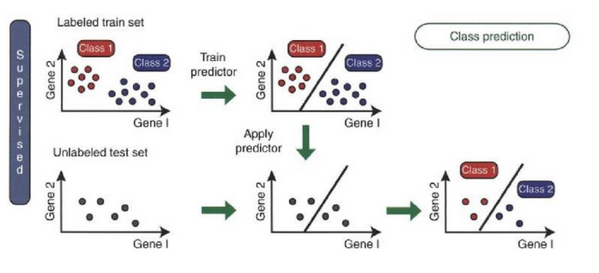 Supervised
Labeled train set
Class 1
Class 2
Gene 2
Gene I
Train
predictor
Class 1
Class 2
Gene 2
Gene I
Class prediction
Apply
predictor
Unlabeled test set
Gene 2
Gene I
Gene 2
Gene I
Class 1
Class 2
Gene 2
Gene I